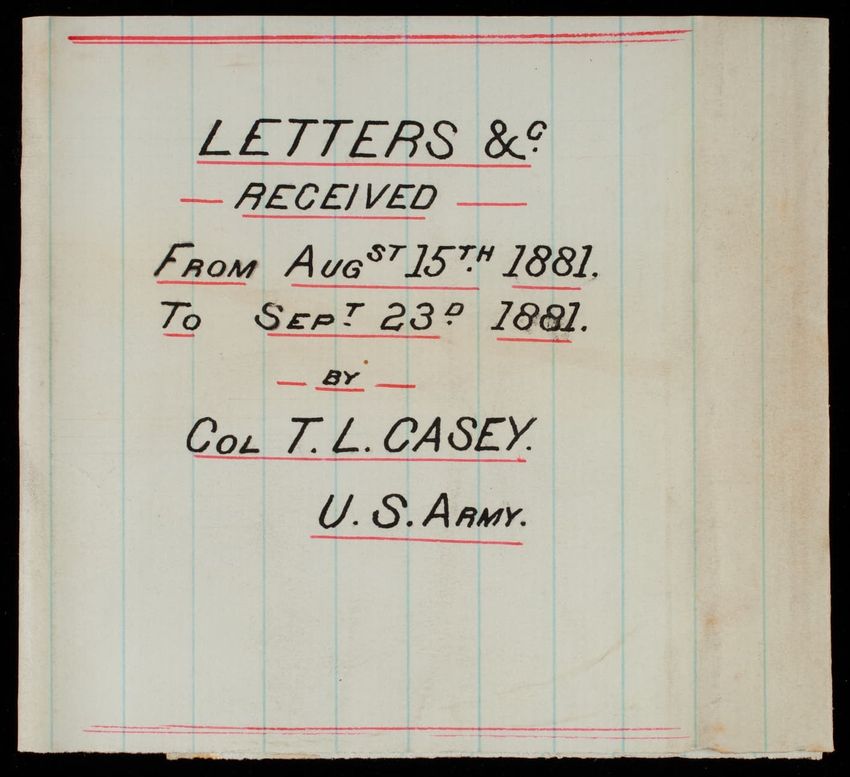 LETTERS &c.
— RECEIVED —
FROM AUGST 15TH 1881.
TO SEPT. 23D. 1881.
— BY —
COL T. L. CASEY.
U. S. ARMY.